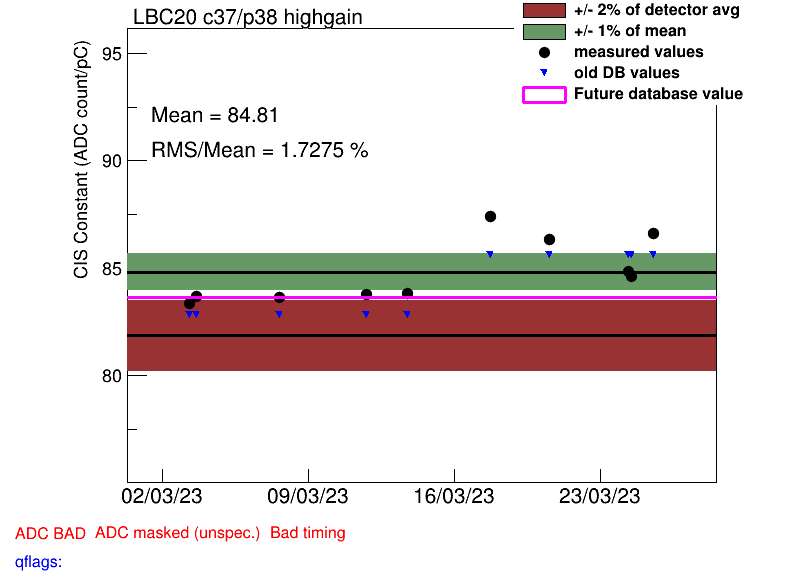 LBC20 c37/p38 highgain
+/- 2% of detector avg
+/- 1% of mean
measured values
old DB values
Future database value
Mean = 84.81
RMS/Mean = 1.7275 %
CIS Constant (ADC count/pC)
95
90
85
80
02/03/23 09/03/23 16/03/23 23/03/23
ADC BAD ADC masked (unspec.) Bad timing
qflags: